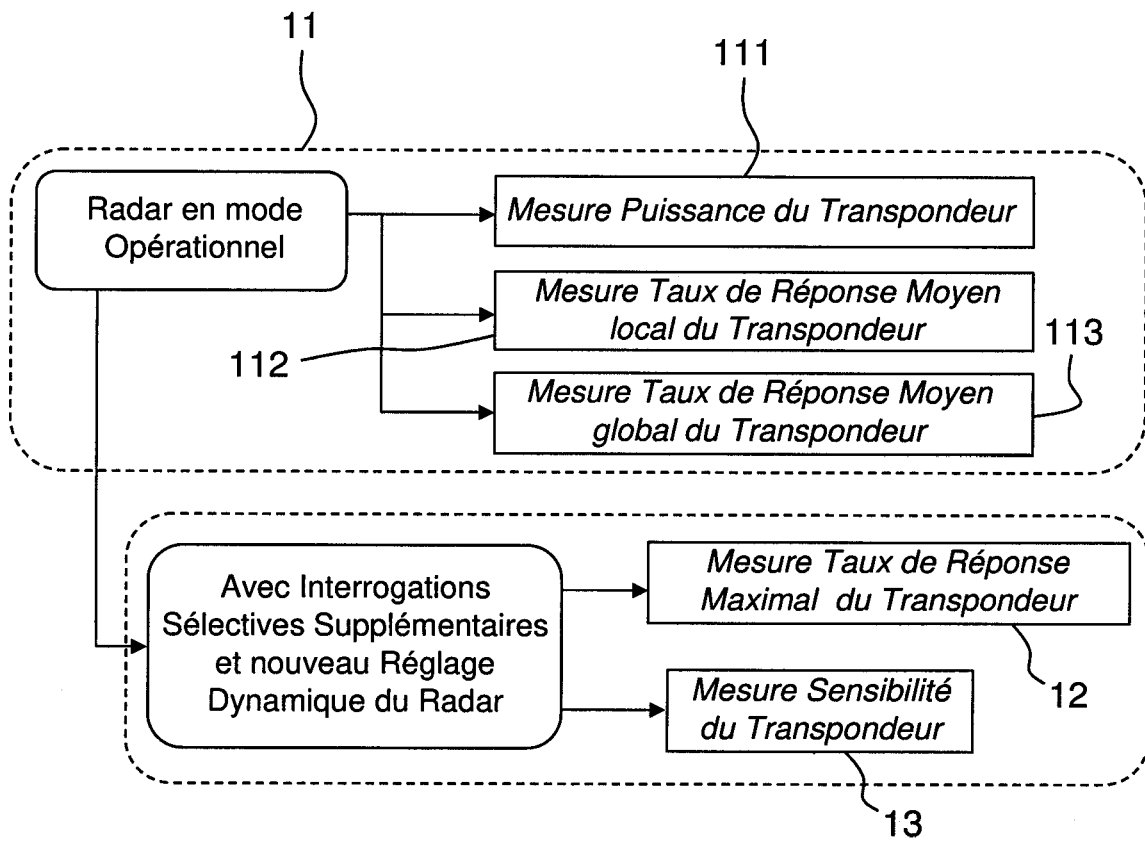 11
111
Radar en mode
Opérationnel
Mesure Puissance du Transpondeur
Mesure Taux de Réponse Moyen
local du Transpondeur
112
113
Mesure Taux de Réponse Moyen
global du Transpondeur
Avec Interrogations
Sélectives Supplémentaires
et nouveau Réglage
Dynamique du Radar
Mesure Taux de Réponse
Maximal du Transpondeur
12
Mesure Sensibilité
du Transpondeur
13